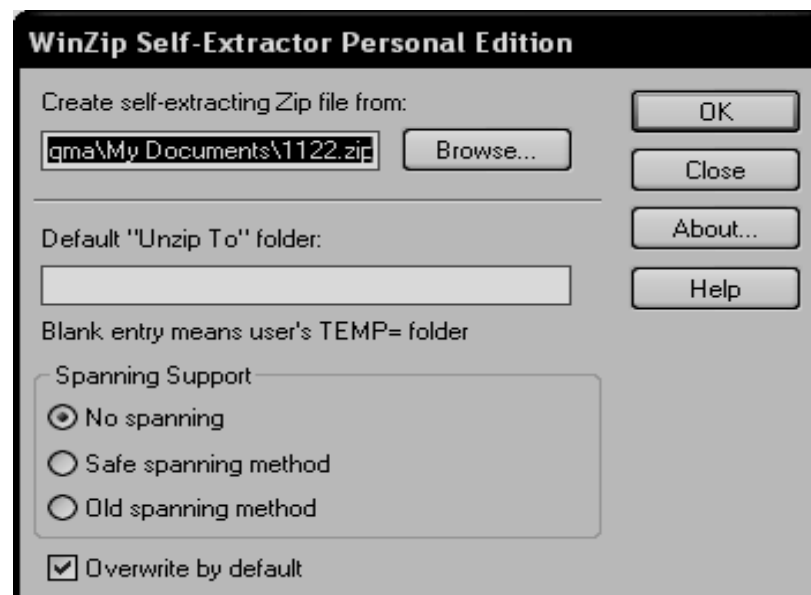 WinZip Self-Extractor Personal Edition
Create self-extracting Zip file from:
gma\My Documents\1122.zip
Browse...
OK
Close
About...
Help
Default "Unzip To" folder:
Blank entry means user's TEMP= folder
Spanning Support
No spanning
Safe spanning method
Old spanning method
Overwrite by default